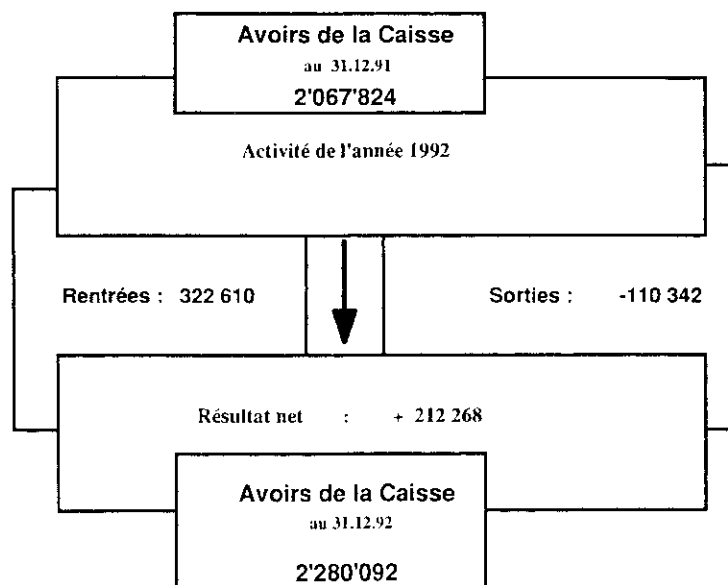 Avoirs de la Caisse
au 31.12.91
2'067'824
Activité de l'année 1992
Rentrées : 322 610 Sorties : -110 342
Résultat net : + 212 268
Avoirs de la Caisse
au 31.12.92
2'280'092